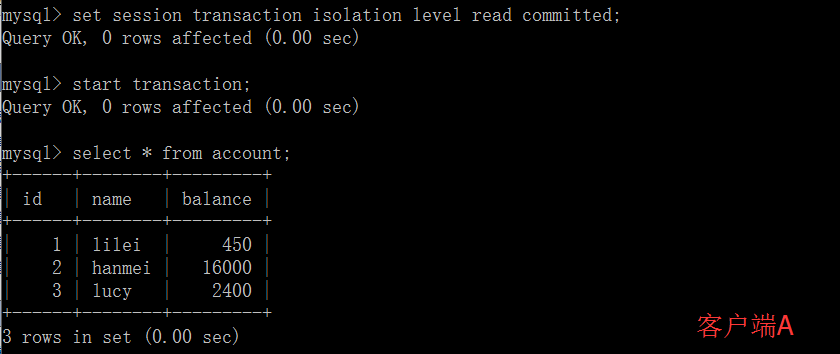 mysql> set session transaction isolation level read committed;
Query OK, 0 rows affected (0.00 sec)
mysql> start transaction;
Query OK, 0 rows affected (0.00 sec)
mysql> select * from account;
+------+--------+---------+
| id   | name   | balance |
+------+--------+---------+
|    1 | lilei  |     450 |
|    2 | hanmei |   16000 |
|    3 | lucy   |    2400 |
+------+--------+---------+
3 rows in set (0.00 sec)
客户端A